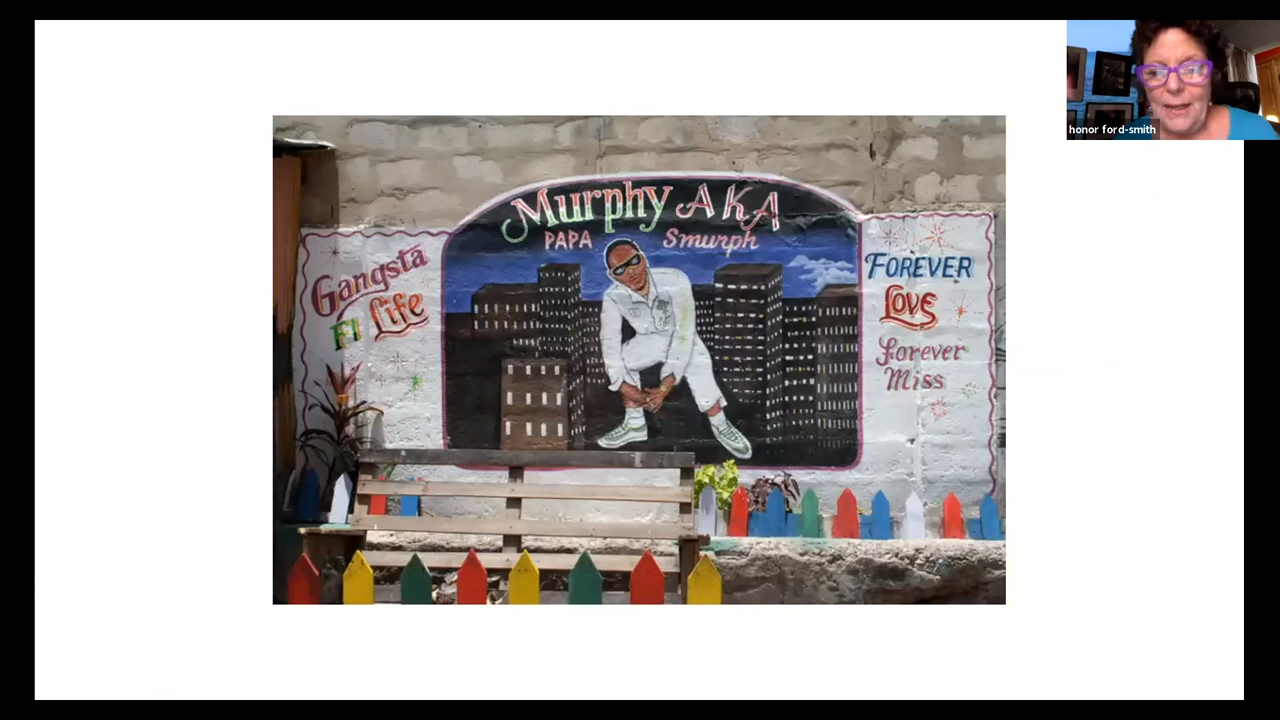 honor ford-smith
Murphy AKA
PAPA Smurph
Gangsta
FI Life
FOREVER
LOVE
Forever
Miss